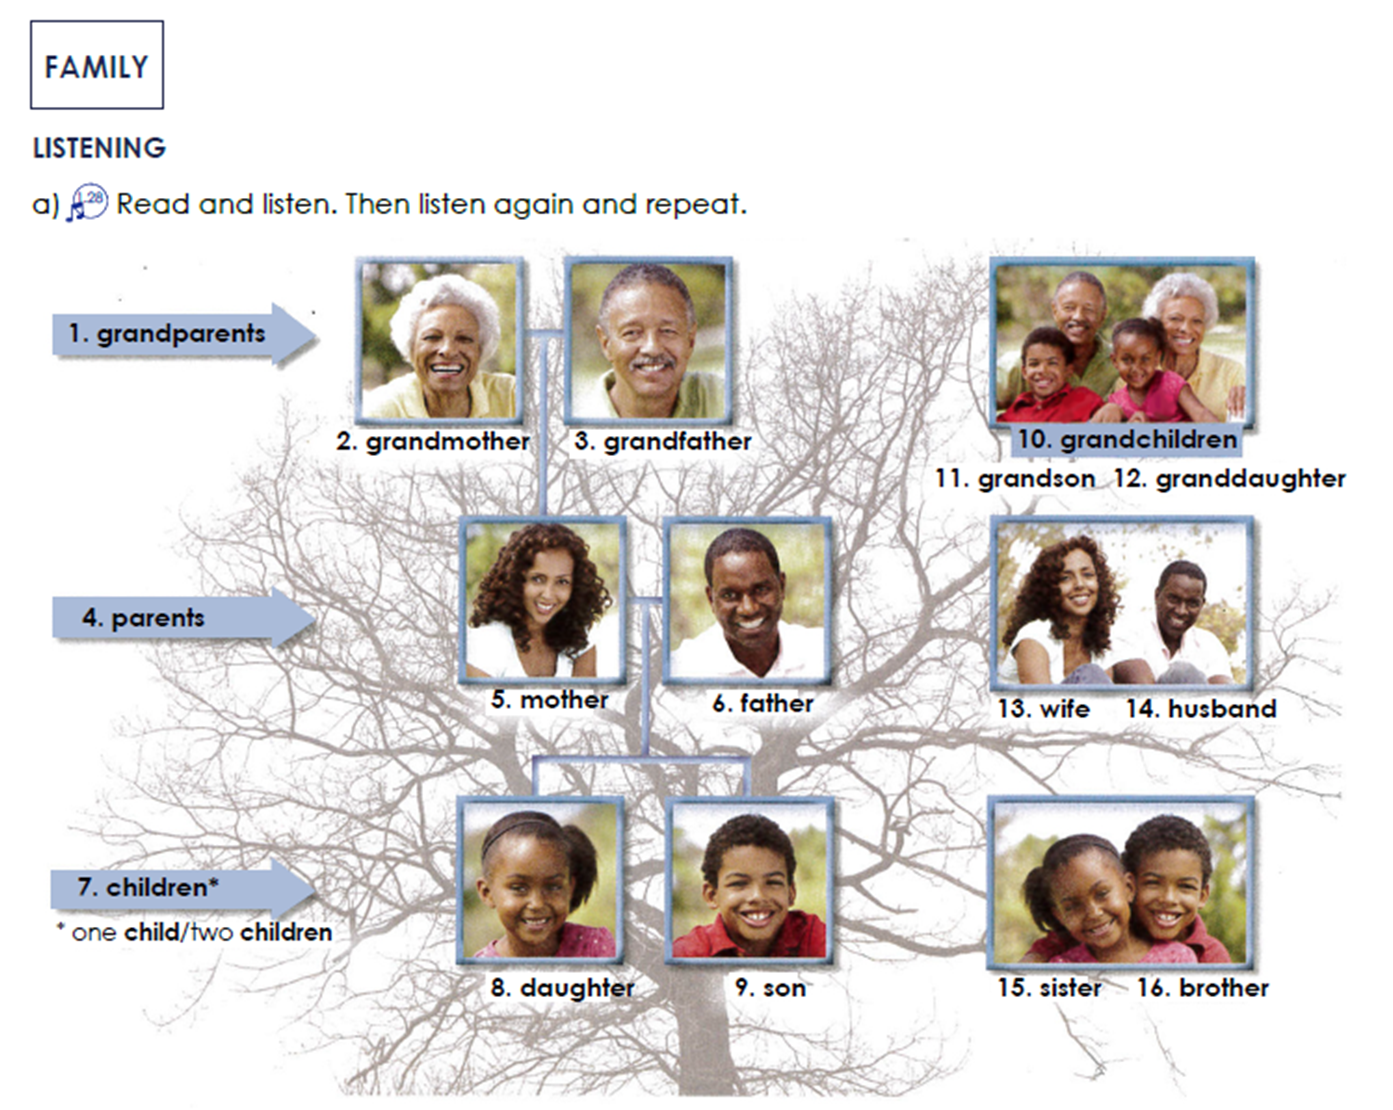 FAMILY
LISTENING
a) 28 Read and listen. Then listen again and repeat.
1. grandparents
2. grandmother
3. grandfather
10. grandchildren
11. grandson 12. granddaughter
4. parents
5. mother
6. father
13. wife 14. husband
7. children*
* one child/two children
8. daughter
9. son
15. sister 16. brother